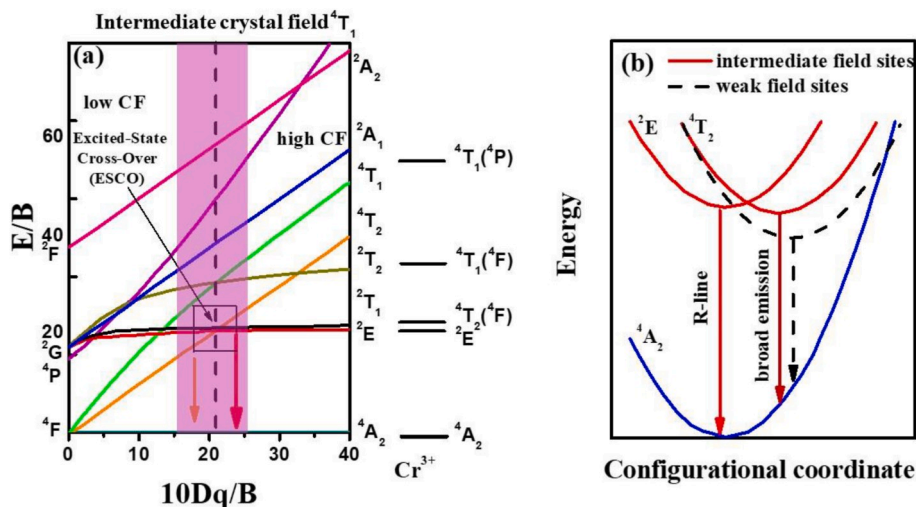 Intermediate crystal field ⁴T₁
(a)
low CF
Excited-State
Cross-Over
(ESCO)
high CF
E/B
60
40
20
0
²F
²G
⁴P
⁴F
²A₂
²A₁
⁴T₁
⁴T₂
²T₂
²T₁
²E
⁴A₂
0 10 20 30 40
10Dq/B
⁴T₁(⁴P)
⁴T₁(⁴F)
⁴T₂(⁴F)
²E
⁴A₂
Cr³⁺
(b)
intermediate field sites
weak field sites
²E
⁴T₂
⁴A₂
R-line
broad emission
Energy
Configurational coordinate